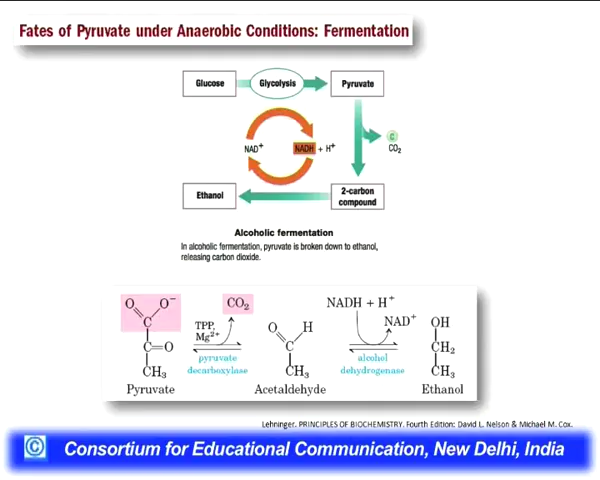 Fates of Pyruvate under Anaerobic Conditions: Fermentation
Glucose
Glycolysis
Pyruvate
C
CO₂
NAD⁺
NADH + H⁺
Ethanol
2-carbon
compound
Alcoholic fermentation
In alcoholic fermentation, pyruvate is broken down to ethanol,
releasing carbon dioxide.
O O⁻
C
C=O
CH₃
Pyruvate
CO₂
TPP,
Mg²⁺
pyruvate
decarboxylase
O H
C
CH₃
Acetaldehyde
NADH + H⁺
NAD⁺
alcohol
dehydrogenase
OH
CH₂
CH₃
Ethanol
Lehninger. PRINCIPLES OF BIOCHEMISTRY. Fourth Edition: David L. Nelson & Michael M. Cox.
© Consortium for Educational Communication, New Delhi, India